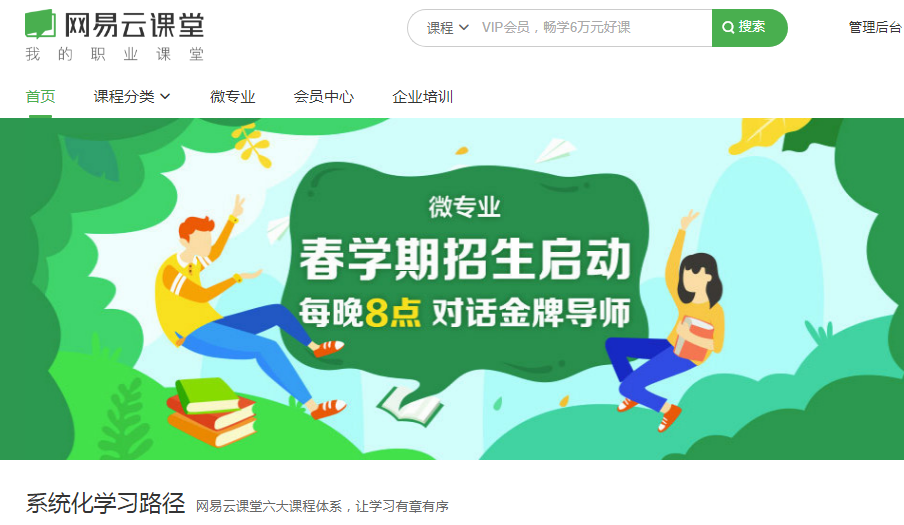 网易云课堂
我的职业课堂
课程 VIP会员，畅学6万元好课 搜索 管理后台
首页 课程分类 微专业 会员中心 企业培训
微专业
春学期招生启动
每晚8点 对话金牌导师
系统化学习路径 网易云课堂六大课程体系，让学习有章有序